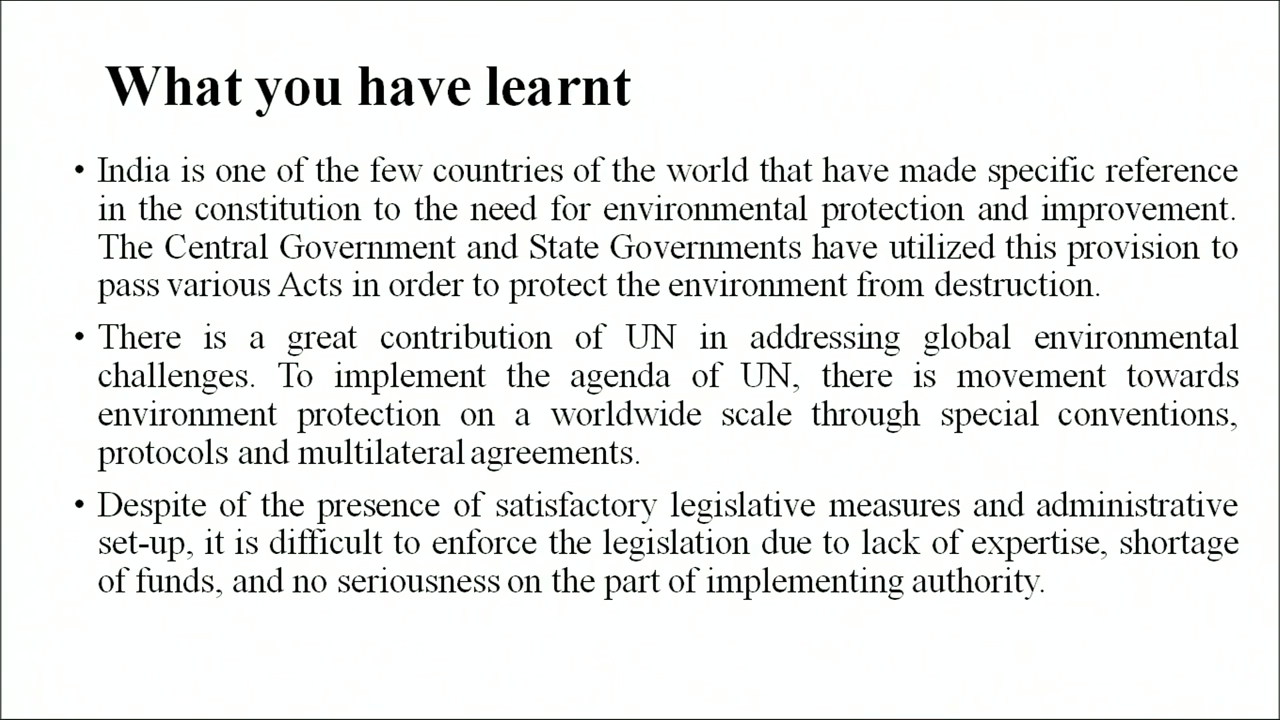 What you have learnt
• India is one of the few countries of the world that have made specific reference
in the constitution to the need for environmental protection and improvement.
The Central Government and State Governments have utilized this provision to
pass various Acts in order to protect the environment from destruction.
• There is a great contribution of UN in addressing global environmental
challenges. To implement the agenda of UN, there is movement towards
environment protection on a worldwide scale through special conventions,
protocols and multilateral agreements.
• Despite of the presence of satisfactory legislative measures and administrative
set-up, it is difficult to enforce the legislation due to lack of expertise, shortage
of funds, and no seriousness on the part of implementing authority.